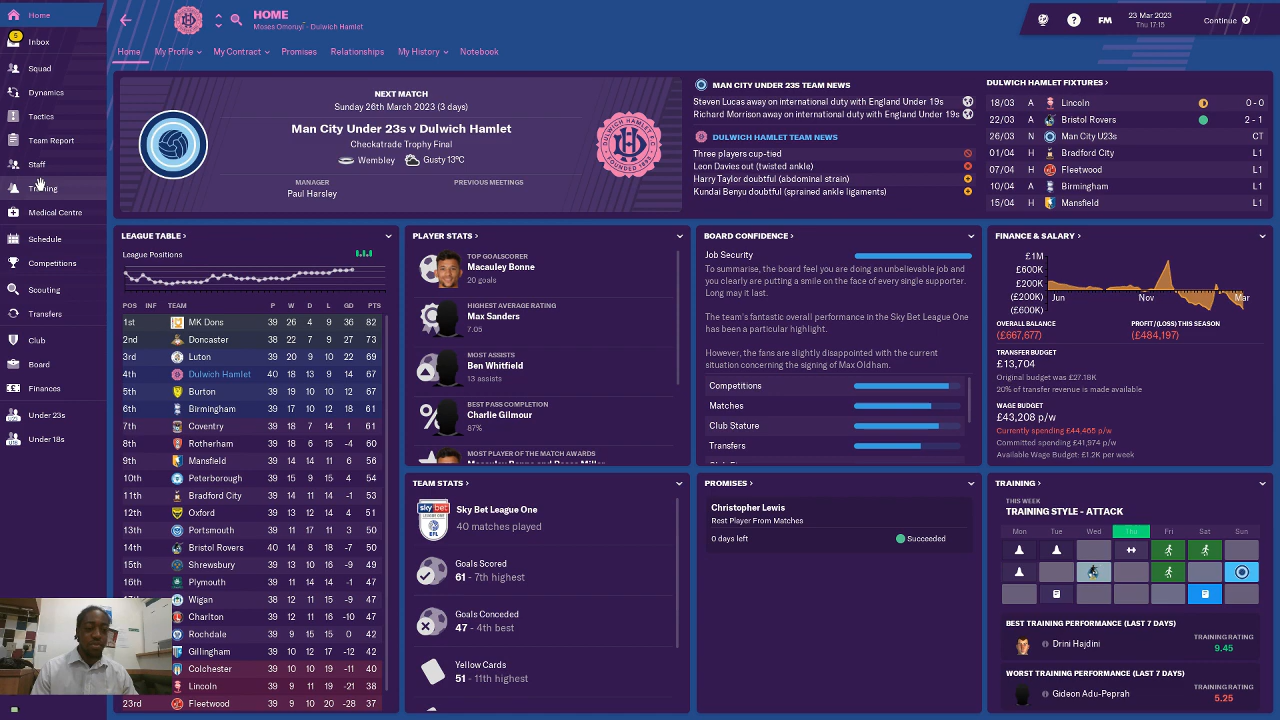 Home
5
Inbox
Squad
Dynamics
Tactics
Team Report
Staff
Training
Medical Centre
Schedule
Competitions
Scouting
Transfers
Club
Board
Finances
Under 23s
Under 18s
HOME
Moses Omoruyi - Dulwich Hamlet
FM
23 Mar 2023
Thu 17:15
Continue
Home
My Profile
My Contract
Promises
Relationships
My History
Notebook
NEXT MATCH
Sunday 26th March 2023 (3 days)
Man City Under 23s v Dulwich Hamlet
Checkatrade Trophy Final
Wembley
Gusty 13ºC
MANAGER
Paul Harsley
PREVIOUS MEETINGS
MAN CITY UNDER 23S TEAM NEWS
Steven Lucas away on international duty with England Under 19s
Richard Morrison away on international duty with England Under 19s
DULWICH HAMLET TEAM NEWS
Three players cup-tied
Leon Davies out (twisted ankle)
Harry Taylor doubtful (abdominal strain)
Kundai Benyu doubtful (sprained ankle ligaments)
DULWICH HAMLET FIXTURES >
18/03 A Lincoln 0 - 0
22/03 A Bristol Rovers 2 - 1
26/03 N Man City U23s CT
01/04 H Bradford City L1
07/04 H Fleetwood L1
10/04 A Birmingham L1
15/04 H Mansfield L1
LEAGUE TABLE >
League Positions
POS INF TEAM P W D L GD PTS
1st MK Dons 39 26 4 9 36 82
2nd Doncaster 38 22 7 9 27 73
3rd Luton 39 20 9 10 22 69
4th Dulwich Hamlet 40 18 13 9 14 67
5th Burton 39 19 10 10 12 67
6th Birmingham 39 17 10 12 18 61
7th Coventry 39 18 7 14 1 61
8th Rotherham 39 18 6 15 -4 60
9th Mansfield 39 14 14 11 6 56
10th Peterborough 39 15 9 15 4 54
11th Bradford City 39 14 11 14 -1 53
12th Oxford 39 13 12 14 4 51
13th Portsmouth 39 11 17 11 3 50
14th Bristol Rovers 40 14 8 18 -7 50
15th Shrewsbury 39 13 10 16 -9 49
16th Plymouth 39 11 14 14 -1 47
Wigan 38 12 11 15 -9 47
Charlton 39 12 11 16 -4 47
Rochdale 39 9 15 15 0 42
Gillingham 39 10 12 17 -12 42
Colchester 39 10 10 19 -11 40
Lincoln 39 9 11 19 -21 38
23rd Fleetwood 39 9 10 20 -28 37
PLAYER STATS >
TOP GOALSCORER
Macauley Bonne
20 goals
HIGHEST AVERAGE RATING
Max Sanders
7.05
MOST ASSISTS
Ben Whitfield
13 assists
BEST PASS COMPLETION
Charlie Gilmour
87%
MOST PLAYER OF THE MATCH AWARDS
TEAM STATS >
sky bet
LEAGUE ONE
EFL
Sky Bet League One
40 matches played
Goals Scored
61 - 7th highest
Goals Conceded
47 - 4th best
Yellow Cards
51 - 11th highest
BOARD CONFIDENCE >
Job Security
To summarise, the board feel you are doing an unbelievable job and
you clearly are putting a smile on the face of every single supporter.
Long may it last.
The team's fantastic overall performance in the Sky Bet League One
has been a particular highlight.
However, the fans are slightly disappointed with the current
situation concerning the signing of Max Oldham.
Competitions
Matches
Club Stature
Transfers
PROMISES >
Christopher Lewis
Rest Player From Matches
0 days left
Succeeded
FINANCE & SALARY >
£1M
£600K
£200K
(£200K)
(£600K)
Jun Nov Mar
OVERALL BALANCE
(£667,677)
PROFIT/(LOSS) THIS SEASON
(£484,197)
TRANSFER BUDGET
£13,704
Original budget was £27.18K
20% of transfer revenue is made available
WAGE BUDGET
£43,208 p/w
Currently spending £44,465 p/w
Committed spending £41,974 p/w
Available Wage Budget: £1.2K per week
TRAINING >
THIS WEEK
TRAINING STYLE - ATTACK
Mon Tue Wed Thu Fri Sat Sun
BEST TRAINING PERFORMANCE (LAST 7 DAYS)
Drini Hajdini
TRAINING RATING
9.45
WORST TRAINING PERFORMANCE (LAST 7 DAYS)
Gideon Adu-Peprah
TRAINING RATING
5.25